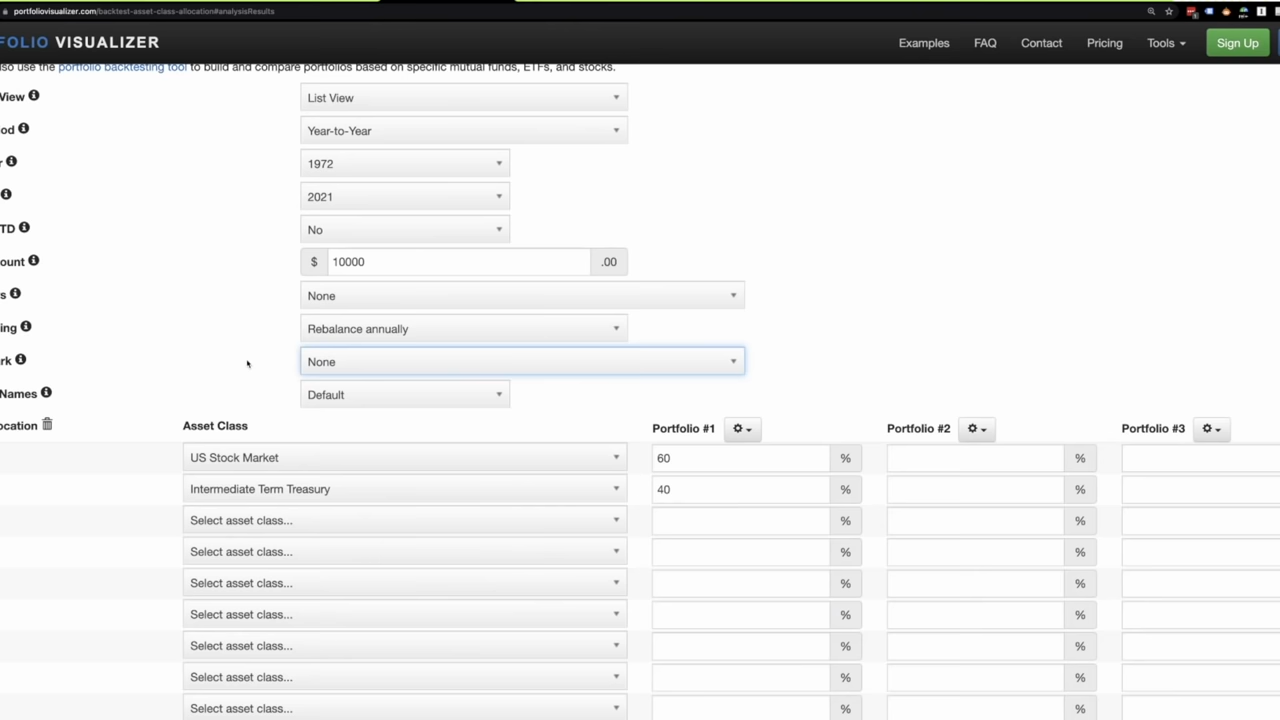 portfoliovisualizer.com/backtest-asset-class-allocation#analysisResults
FOLIO VISUALIZER
Examples FAQ Contact Pricing Tools Sign Up
lso use the portfolio backtesting tool to build and compare portfolios based on specific mutual funds, ETFs, and stocks.
View List View
od Year-to-Year
r 1972
2021
TD No
ount $ 10000 .00
s None
ing Rebalance annually
rk None
Names Default
ocation Asset Class Portfolio #1 Portfolio #2 Portfolio #3
US Stock Market 60 % %
Intermediate Term Treasury 40 % %
Select asset class... % %
Select asset class... % %
Select asset class... % %
Select asset class... % %
Select asset class... % %
Select asset class... % %
Select asset class... % %